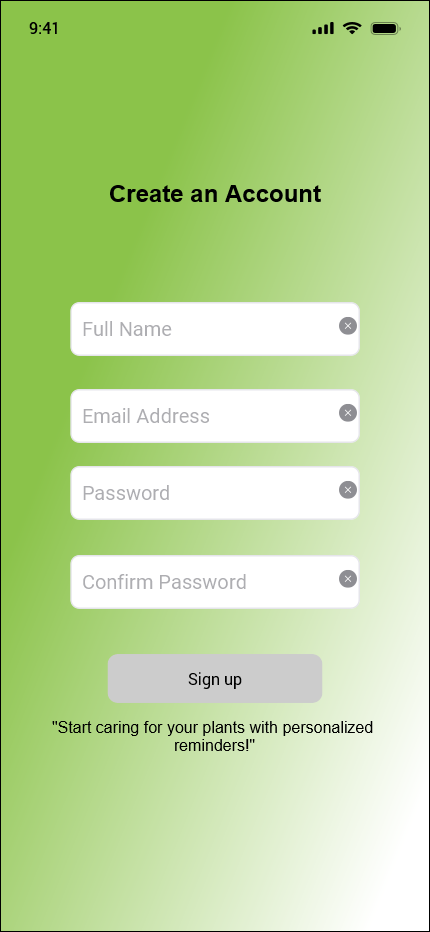 9:41
Create an Account
Full Name
Email Address
Password
Confirm Password
Sign up
"Start caring for your plants with personalized
reminders!"